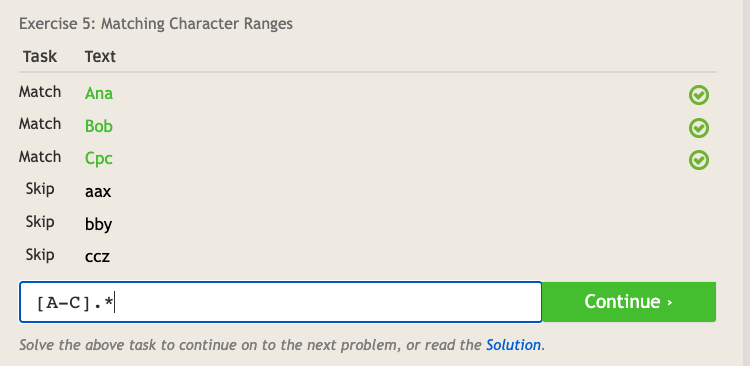 Exercise 5: Matching Character Ranges
Task Text
Match Ana
Match Bob
Match Cpc
Skip aax
Skip bby
Skip ccz
[A-C].* Continue ›
Solve the above task to continue on to the next problem, or read the Solution.